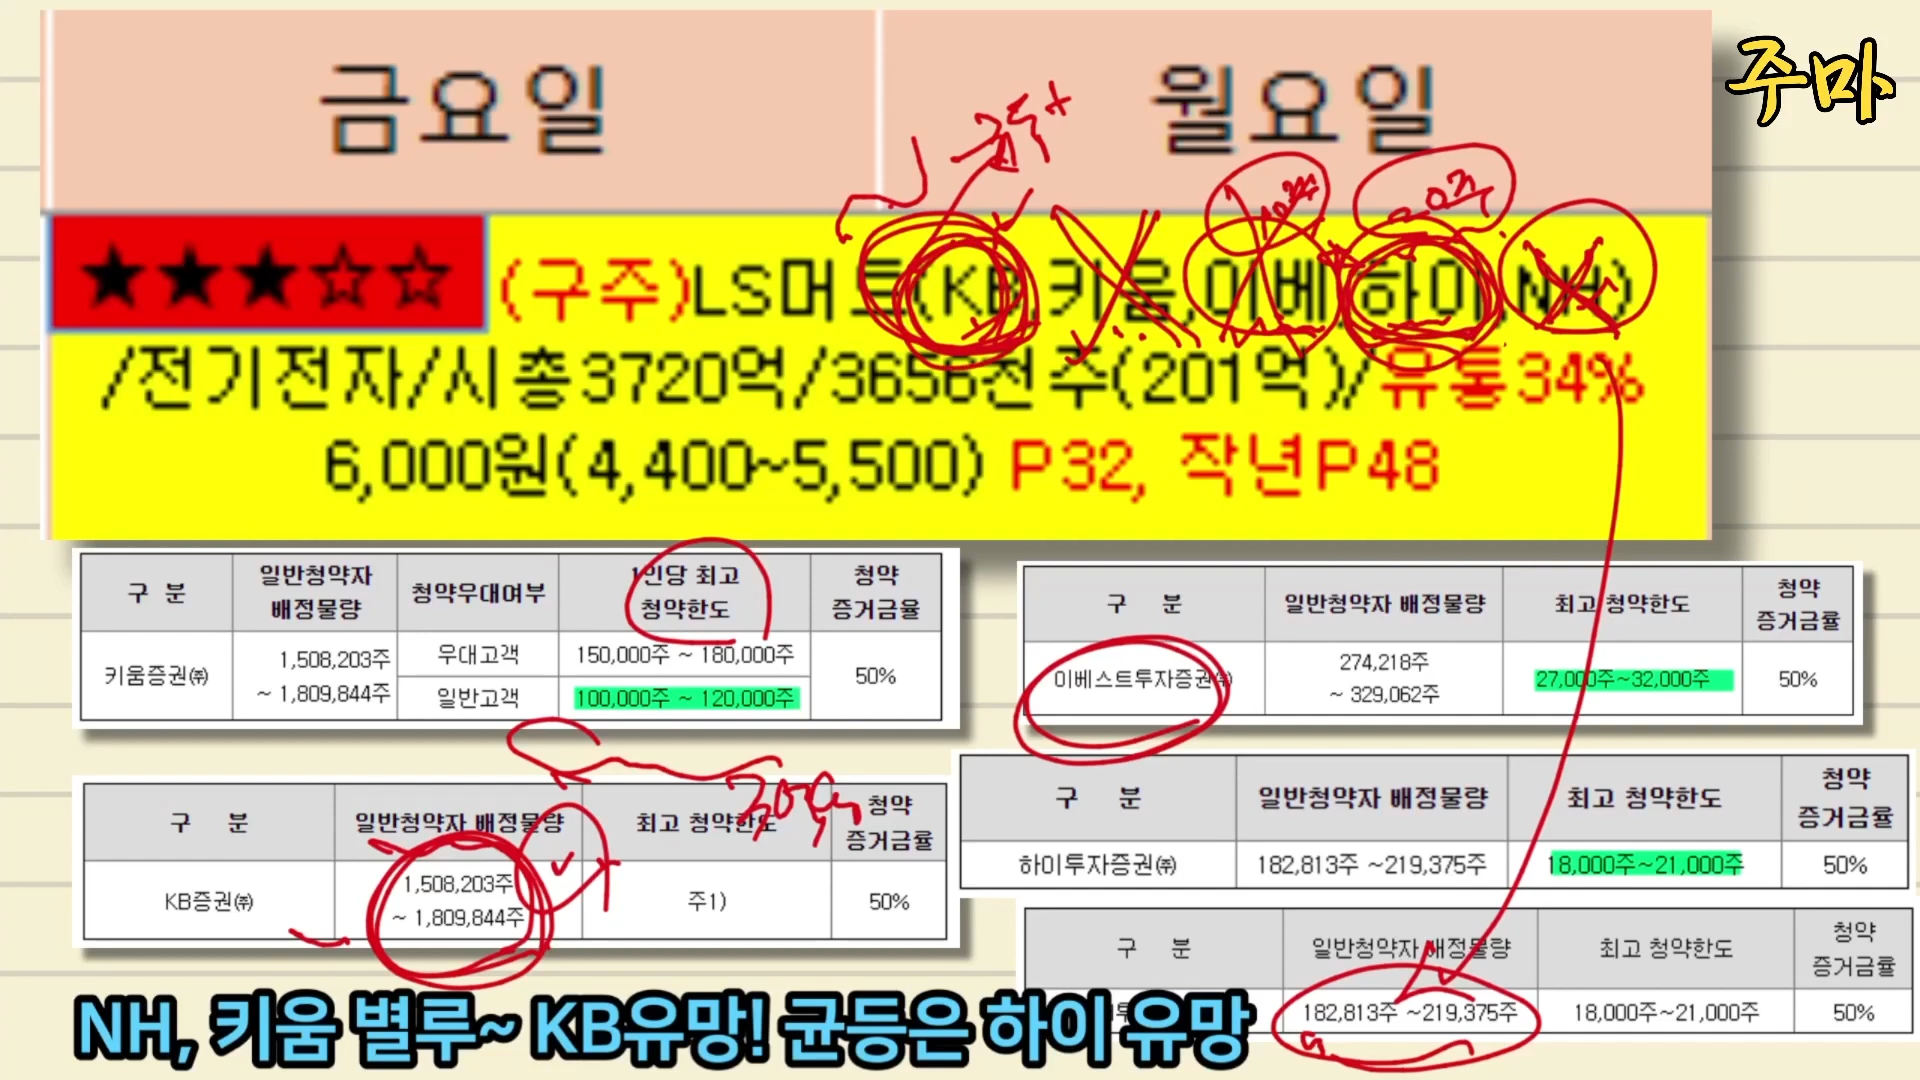 주마
금요일 월요일
★★★☆☆ (구주)LS머트(KB,키움,이베,하이,NH)
/전기전자/시총3720억/3656천주(201억)/유통34%
6,000원(4,400~5,500) P32, 작년P48
구 분 일반청약자 배정물량 청약우대여부 1인당 최고 청약한도 청약 증거금율
키움증권㈜ 1,508,203주 ~ 1,809,844주 우대고객 150,000주 ~ 180,000주 50%
일반고객 100,000주 ~ 120,000주
구 분 일반청약자 배정물량 최고 청약한도 청약 증거금률
이베스트투자증권㈜ 274,218주 ~ 329,062주 27,000주~32,000주 50%
구 분 일반청약자 배정물량 최고 청약한도 청약 증거금률
KB증권㈜ 1,508,203주 ~ 1,809,844주 주1) 50%
구 분 일반청약자 배정물량 최고 청약한도 청약 증거금률
하이투자증권㈜ 182,813주 ~219,375주 18,000주~21,000주 50%
구 분 일반청약자 배정물량 최고 청약한도 청약 증거금률
182,813주 ~219,375주 18,000주~21,000주 50%
10주
20주
NH, 키움 별루~ KB유망! 균등은 하이 유망